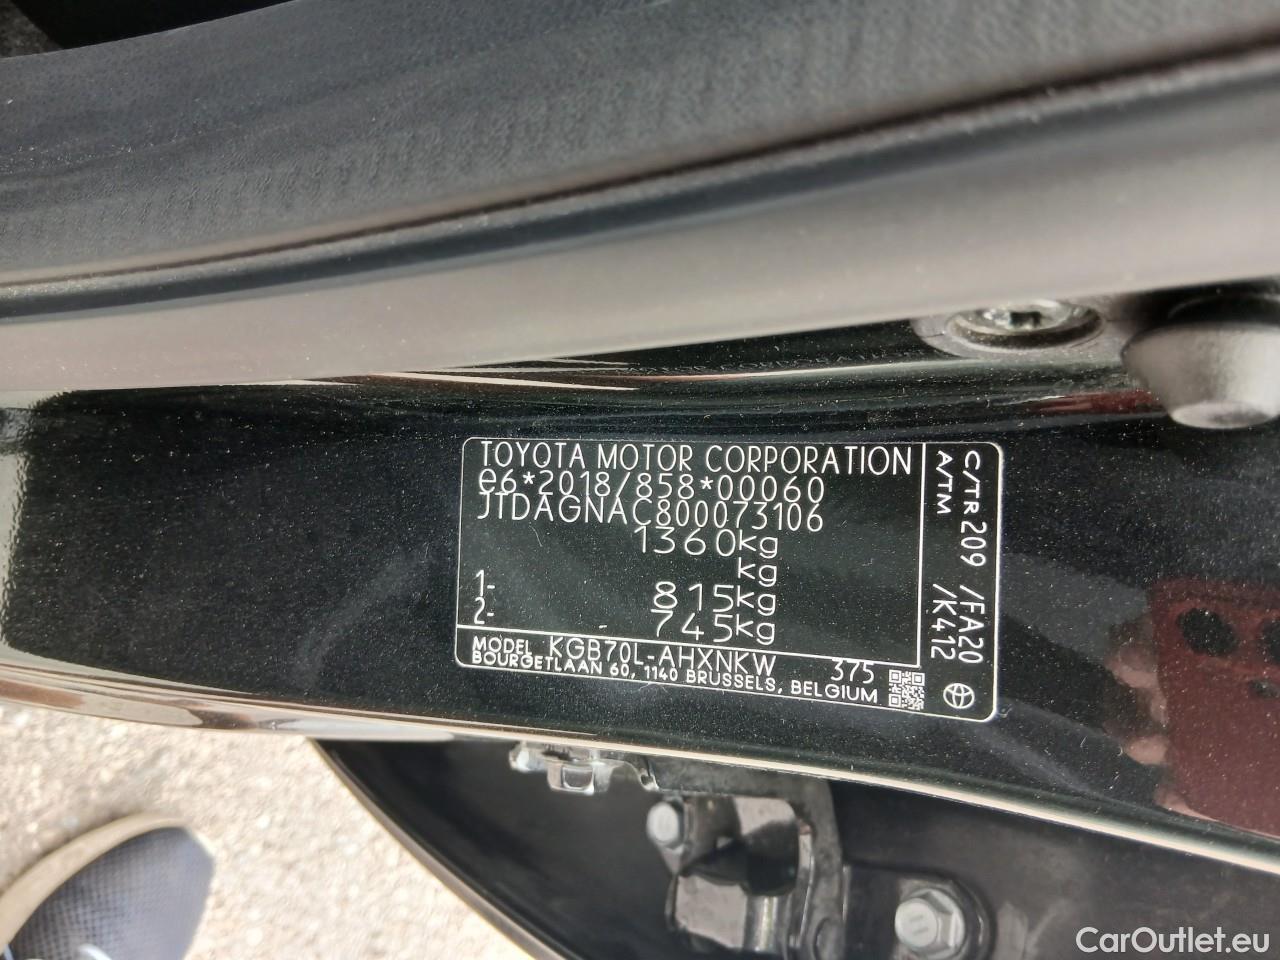 TOYOTA MOTOR CORPORATION
e6*2018/858*00060
JTDAGNAC800073106
1360kg
kg
1- 815kg
2- 745kg
MODEL KGB70L-AHXNKW 375
BOURGETLAAN 60, 1140 BRUSSELS, BELGIUM
C/TR 209 /FA20
A/TM /K412
CarOutlet.eu